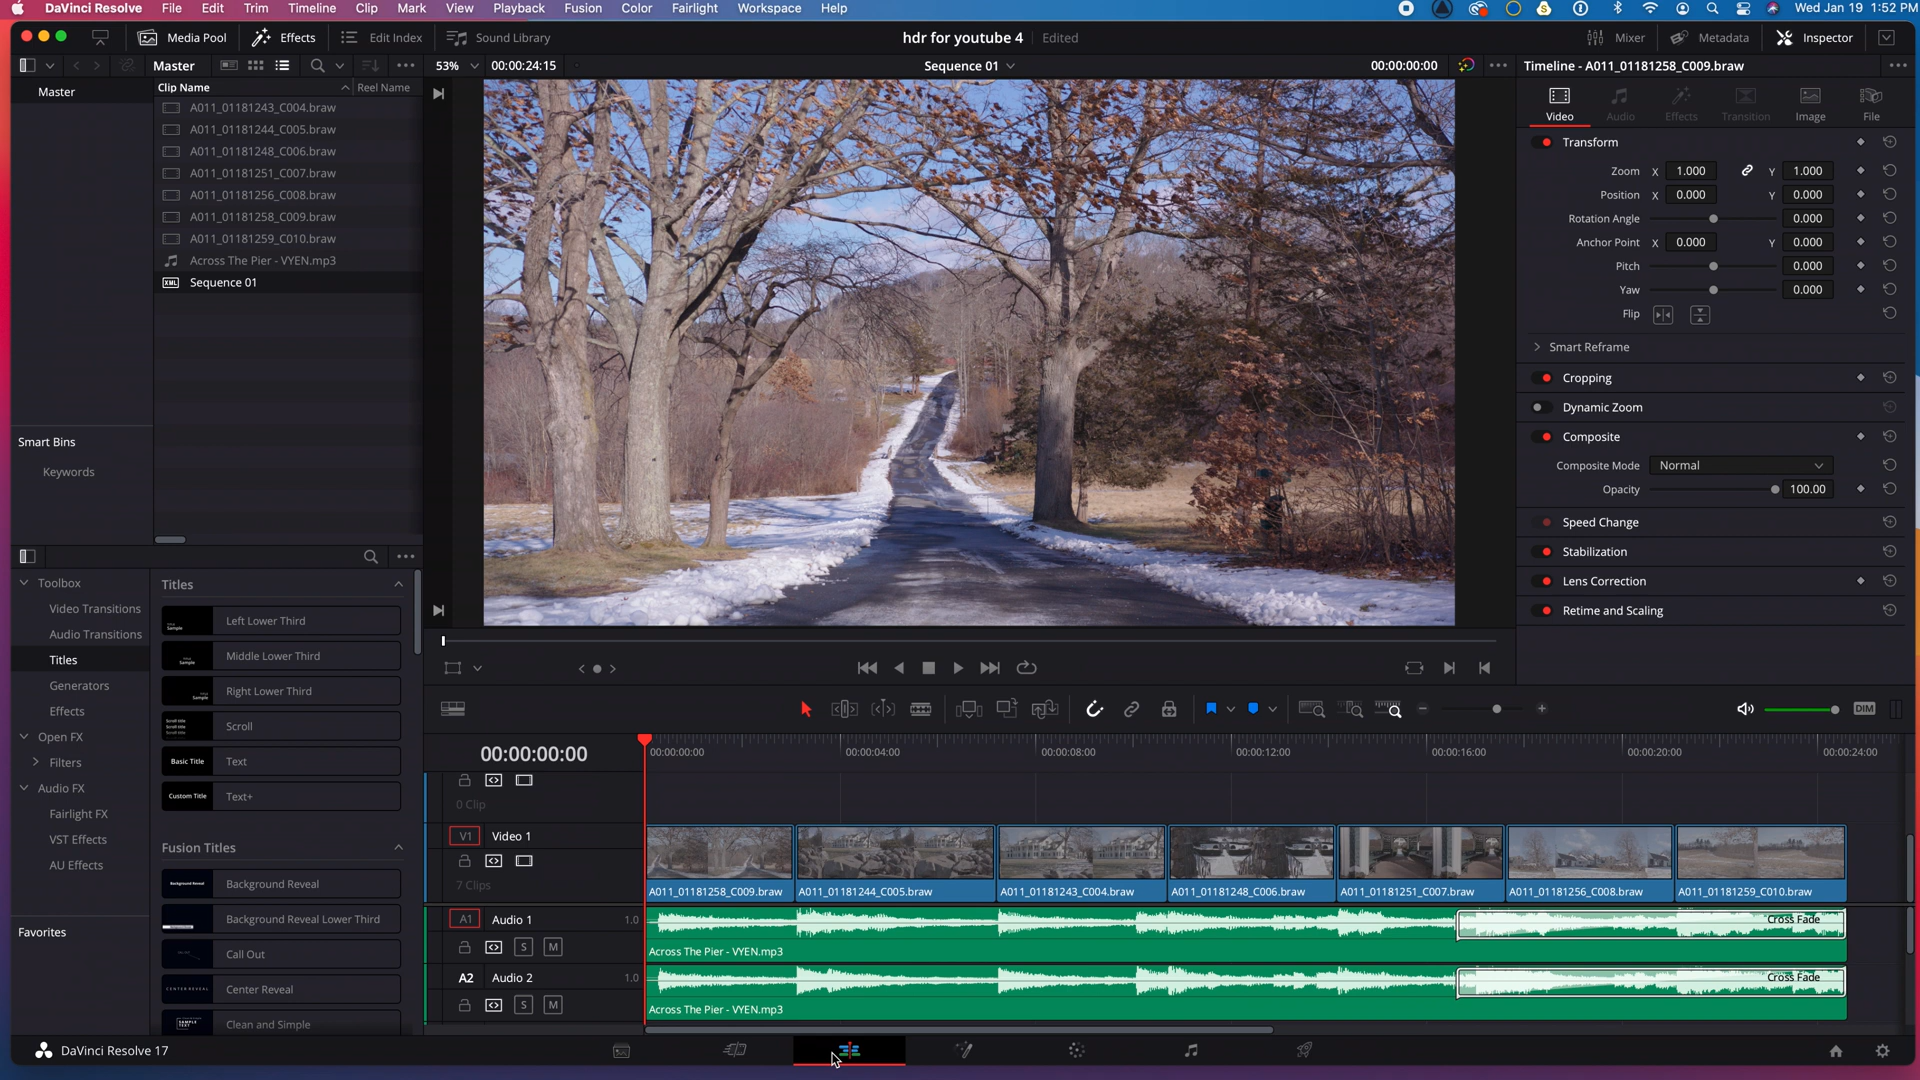 DaVinci Resolve File Edit Trim Timeline Clip Mark View Playback Fusion Color Fairlight Workspace Help Wed Jan 19 1:52 PM
Media Pool Effects Edit Index Sound Library hdr for youtube 4 Edited Mixer Metadata Inspector
Master 53% 00:00:24:15 Sequence 01 00:00:00:00 Timeline - A011_01181258_C009.braw
Master
Clip Name Reel Name
A011_01181243_C004.braw
A011_01181244_C005.braw
A011_01181248_C006.braw
A011_01181251_C007.braw
A011_01181256_C008.braw
A011_01181258_C009.braw
A011_01181259_C010.braw
Across The Pier - VYEN.mp3
XML Sequence 01
Smart Bins
Keywords
Video Audio Effects Transition Image File
Transform
Zoom X 1.000 Y 1.000
Position X 0.000 Y 0.000
Rotation Angle 0.000
Anchor Point X 0.000 Y 0.000
Pitch 0.000
Yaw 0.000
Flip
Smart Reframe
Cropping
Dynamic Zoom
Composite
Composite Mode Normal
Opacity 100.00
Speed Change
Stabilization
Lens Correction
Retime and Scaling
Toolbox
Video Transitions
Audio Transitions
Titles
Generators
Effects
Open FX
Filters
Audio FX
Fairlight FX
VST Effects
AU Effects
Favorites
Titles
Left Lower Third
Middle Lower Third
Right Lower Third
Scroll
Basic Title Text
Custom Title Text+
Fusion Titles
Background Reveal Background Reveal
Background Reveal Lower Third
Call Out
CENTER REVEAL Center Reveal
SAMPLE TEXT Clean and Simple
DIM
00:00:00:00 00:00:00:00 00:00:04:00 00:00:08:00 00:00:12:00 00:00:16:00 00:00:20:00 00:00:24:00
0 Clip
V1 Video 1
7 Clips
A011_01181258_C009.braw A011_01181244_C005.braw A011_01181243_C004.braw A011_01181248_C006.braw A011_01181251_C007.braw A011_01181256_C008.braw A011_01181259_C010.braw
A1 Audio 1 1.0 Cross Fade
S M Across The Pier - VYEN.mp3
A2 Audio 2 1.0 Cross Fade
S M Across The Pier - VYEN.mp3
DaVinci Resolve 17